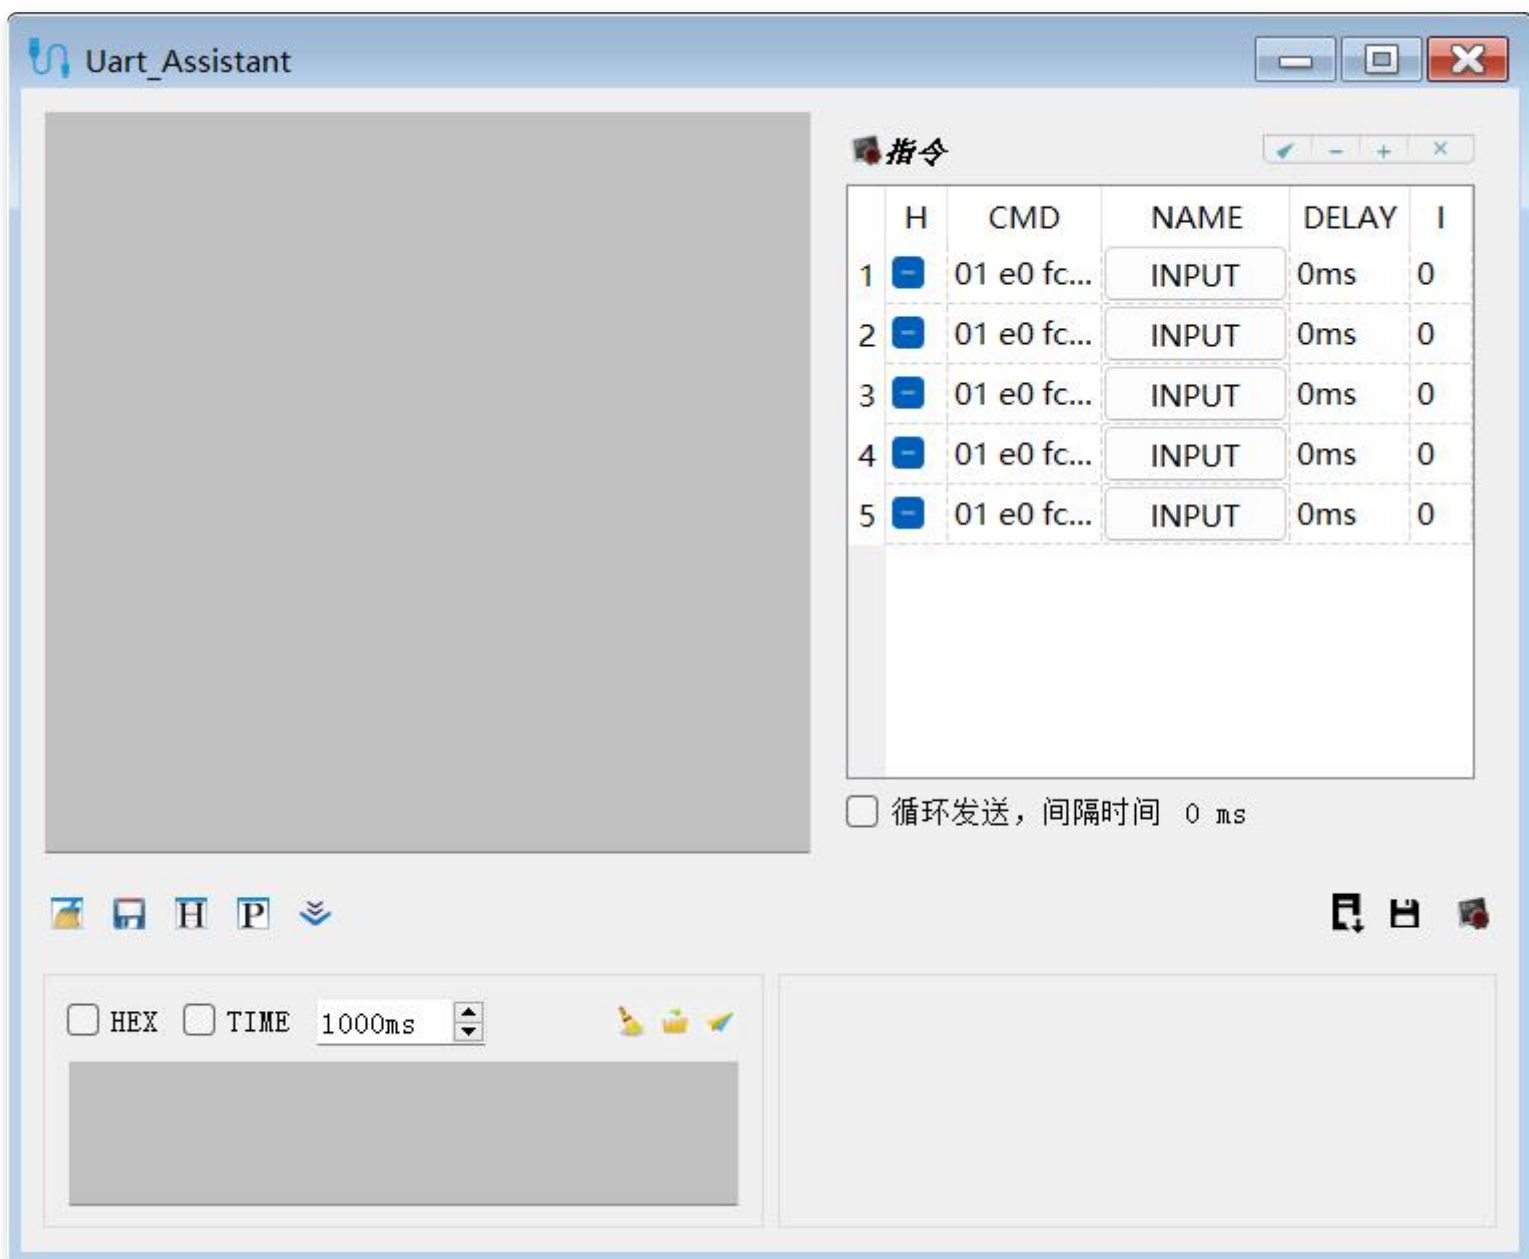 Uart_Assistant
指令
H CMD NAME DELAY I
1 01 e0 fc... INPUT 0ms 0
2 01 e0 fc... INPUT 0ms 0
3 01 e0 fc... INPUT 0ms 0
4 01 e0 fc... INPUT 0ms 0
5 01 e0 fc... INPUT 0ms 0
循环发送，间隔时间 0 ms
H P
HEX TIME 1000ms